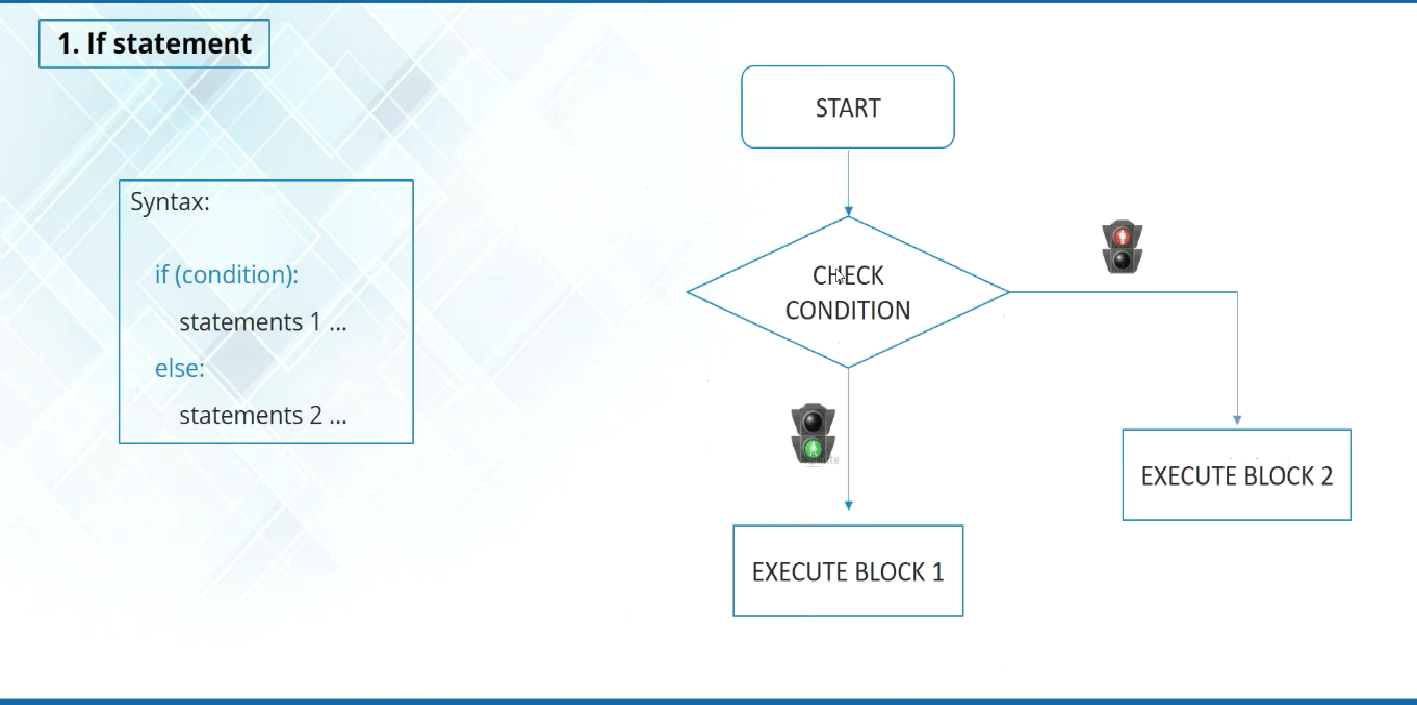 1. If statement
START
Syntax:
if (condition):
statements 1 ...
else:
statements 2 ...
CHECK
CONDITION
EXECUTE BLOCK 2
EXECUTE BLOCK 1